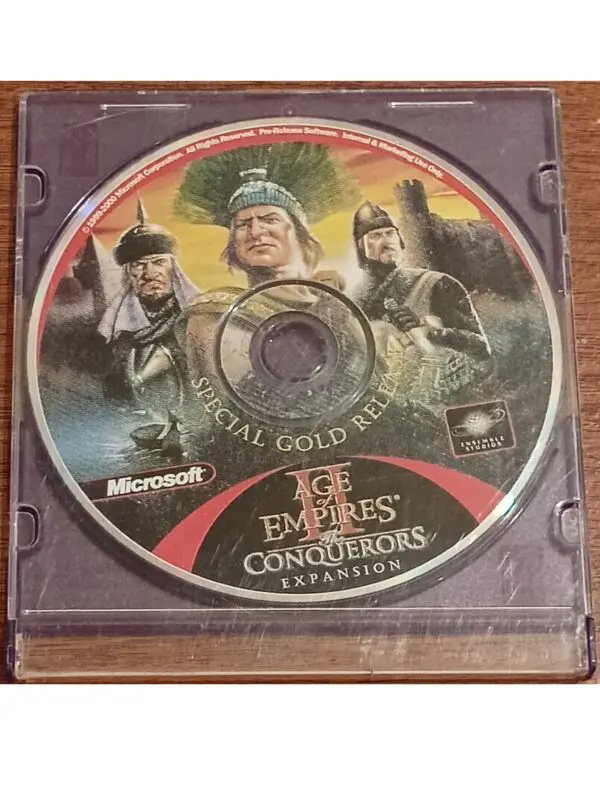 © 1999-2000 Microsoft Corporation. All Rights Reserved. Pre-Release Software. Internal & Marketing Use Only.
SPECIAL GOLD RELEASE
ENSEMBLE
STUDIOS
Microsoft
II
AGE
of
EMPIRES®
The
CONQUERORS
EXPANSION